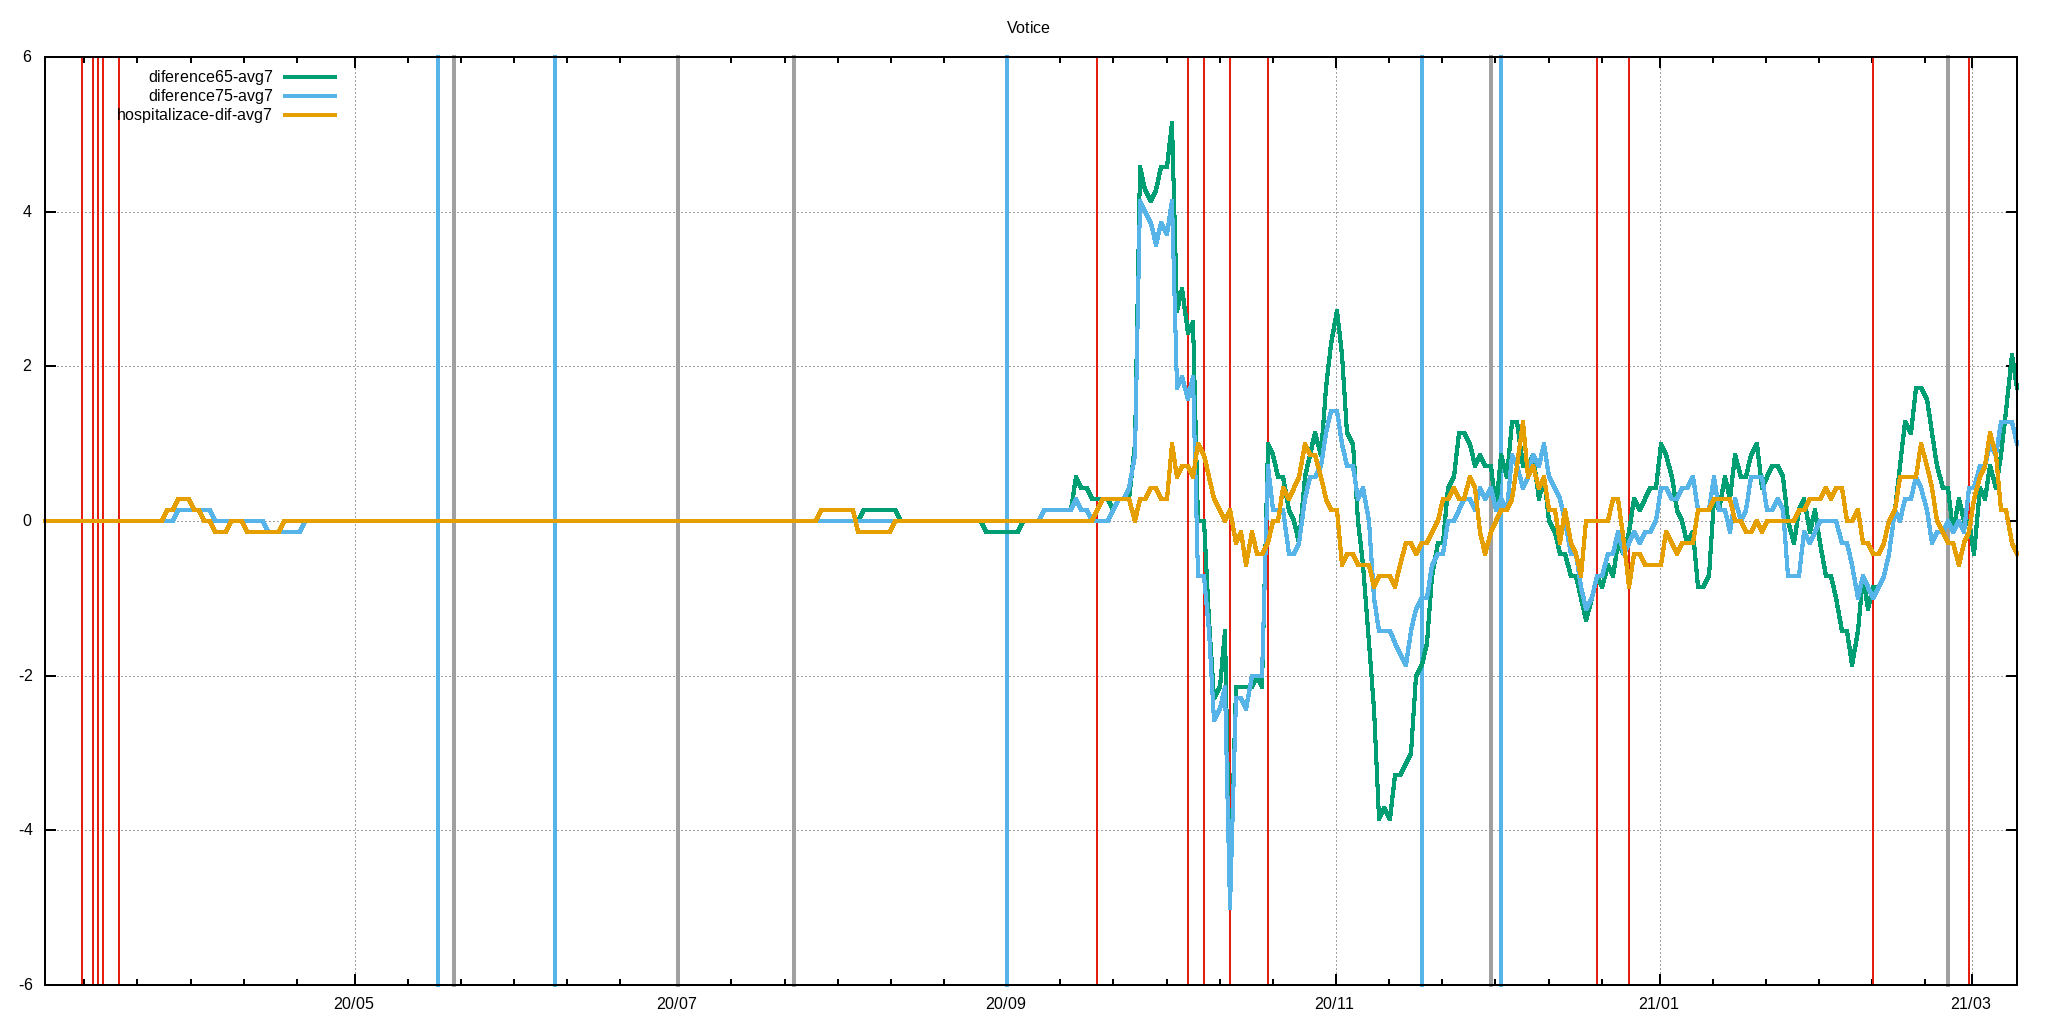 Votice
6
diference65-avg7
diference75-avg7
hospitalizace-dif-avg7
4
2
0
-2
-4
-6
20/05 20/07 20/09 20/11 21/01 21/03